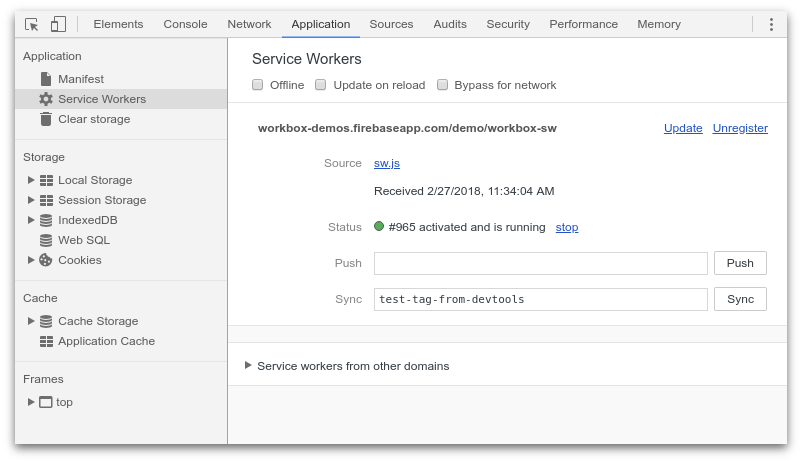 Elements Console Network Application Sources Audits Security Performance Memory
Application
Manifest
Service Workers
Clear storage
Storage
Local Storage
Session Storage
IndexedDB
Web SQL
Cookies
Cache
Cache Storage
Application Cache
Frames
top
Service Workers
Offline Update on reload Bypass for network
workbox-demos.firebaseapp.com/demo/workbox-sw Update Unregister
Source sw.js
Received 2/27/2018, 11:34:04 AM
Status #965 activated and is running stop
Push Push
Sync test-tag-from-devtools Sync
Service workers from other domains